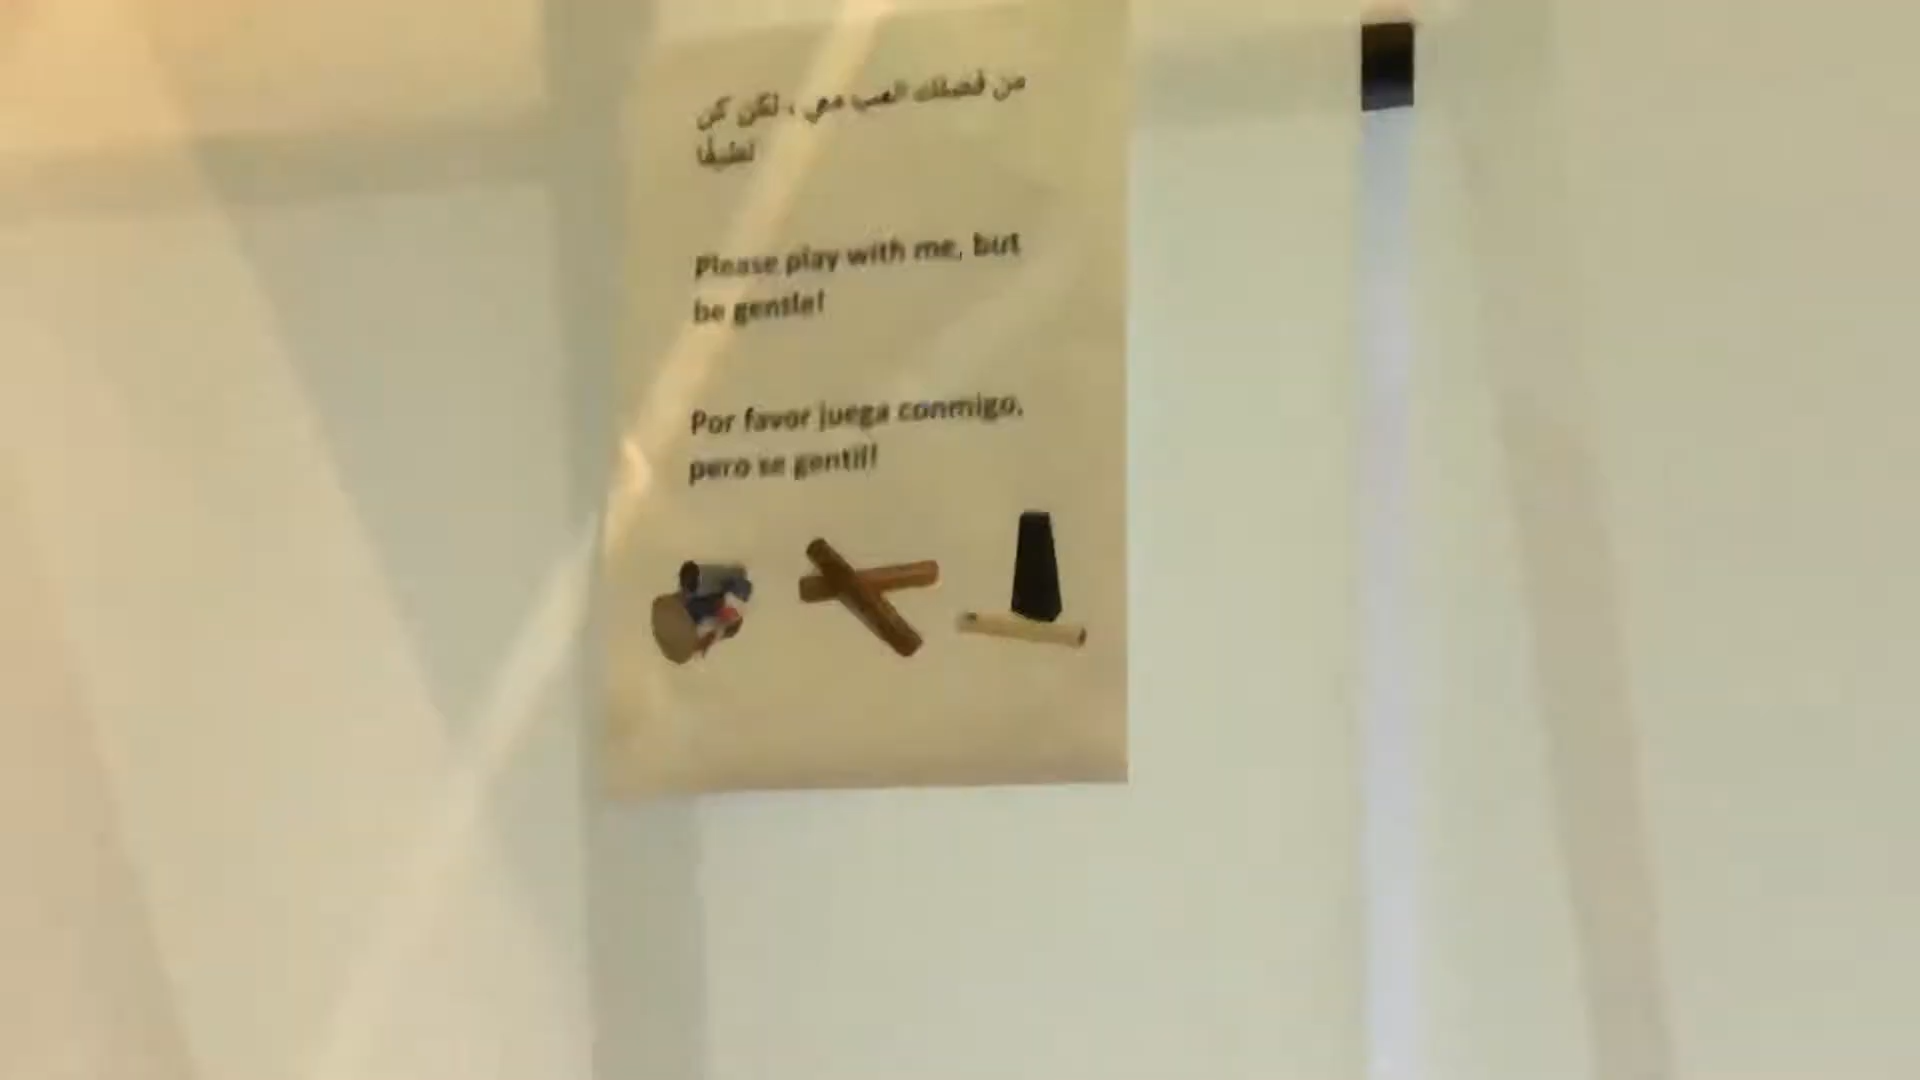 من فضلك العب معي ، لكن كن
لطيفًا
Please play with me, but
be gentle!
Por favor juega conmigo,
pero se gentil!